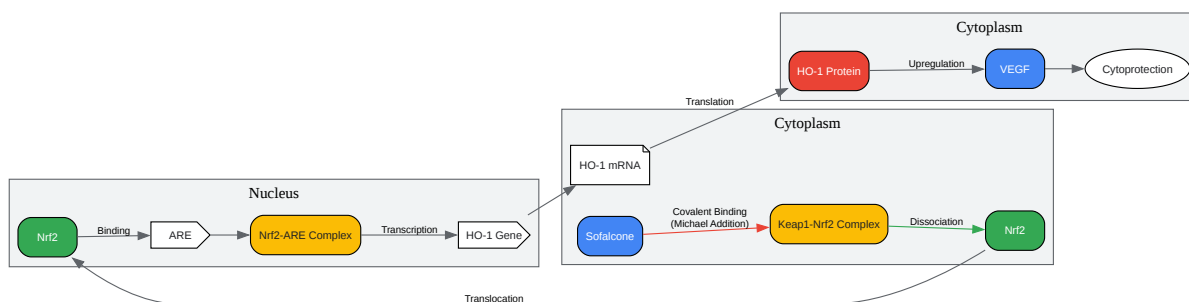 Cytoplasm
HO-1 Protein
Upregulation
VEGF
Cytoprotection
Translation
Cytoplasm
HO-1 mRNA
Sofalcone
Covalent Binding
(Michael Addition)
Keap1-Nrf2 Complex
Dissociation
Nrf2
Nucleus
Nrf2
Binding
ARE
Nrf2-ARE Complex
Transcription
HO-1 Gene
Translocation